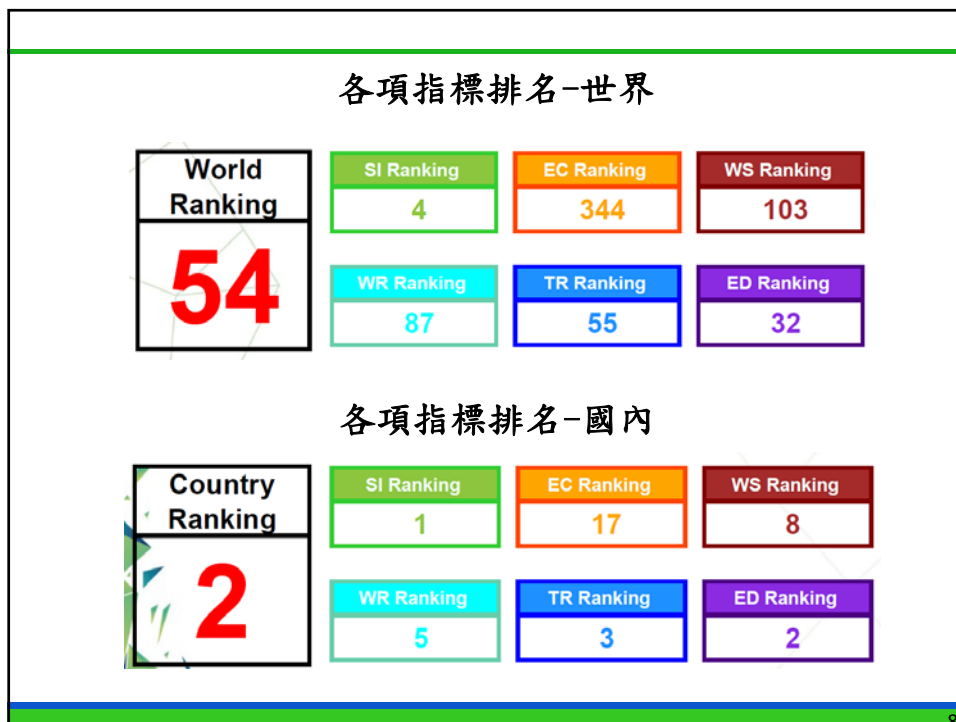 各項指標排名-世界
World
Ranking
54
SI Ranking
4
EC Ranking
344
WS Ranking
103
WR Ranking
87
TR Ranking
55
ED Ranking
32
各項指標排名-國內
Country
Ranking
2
SI Ranking
1
EC Ranking
17
WS Ranking
8
WR Ranking
5
TR Ranking
3
ED Ranking
2